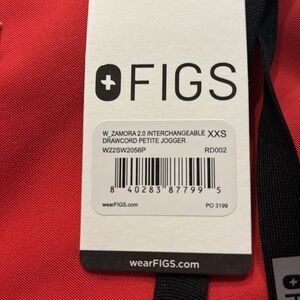 FIGS
W_ZAMORA 2.0 INTERCHANGEABLE XXS
DRAWCORD PETITE JOGGER
W22SW2056P RD002
8 40283 87799 5
wearFIGS.com PO 3199
wearFIGS.com
FIGS